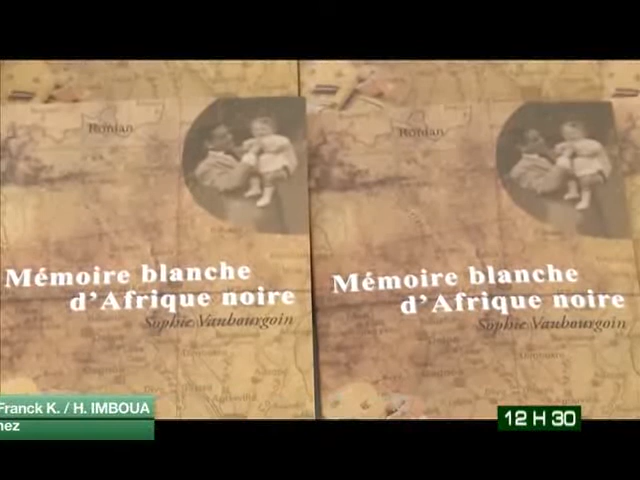 Roman
Mémoire blanche
d'Afrique noire
Sophie Vaubourgoin
Roman
Mémoire blanche
d'Afrique noire
Sophie Vaubourgoin
Franck K. / H. IMBOUA
nez
12 H 30